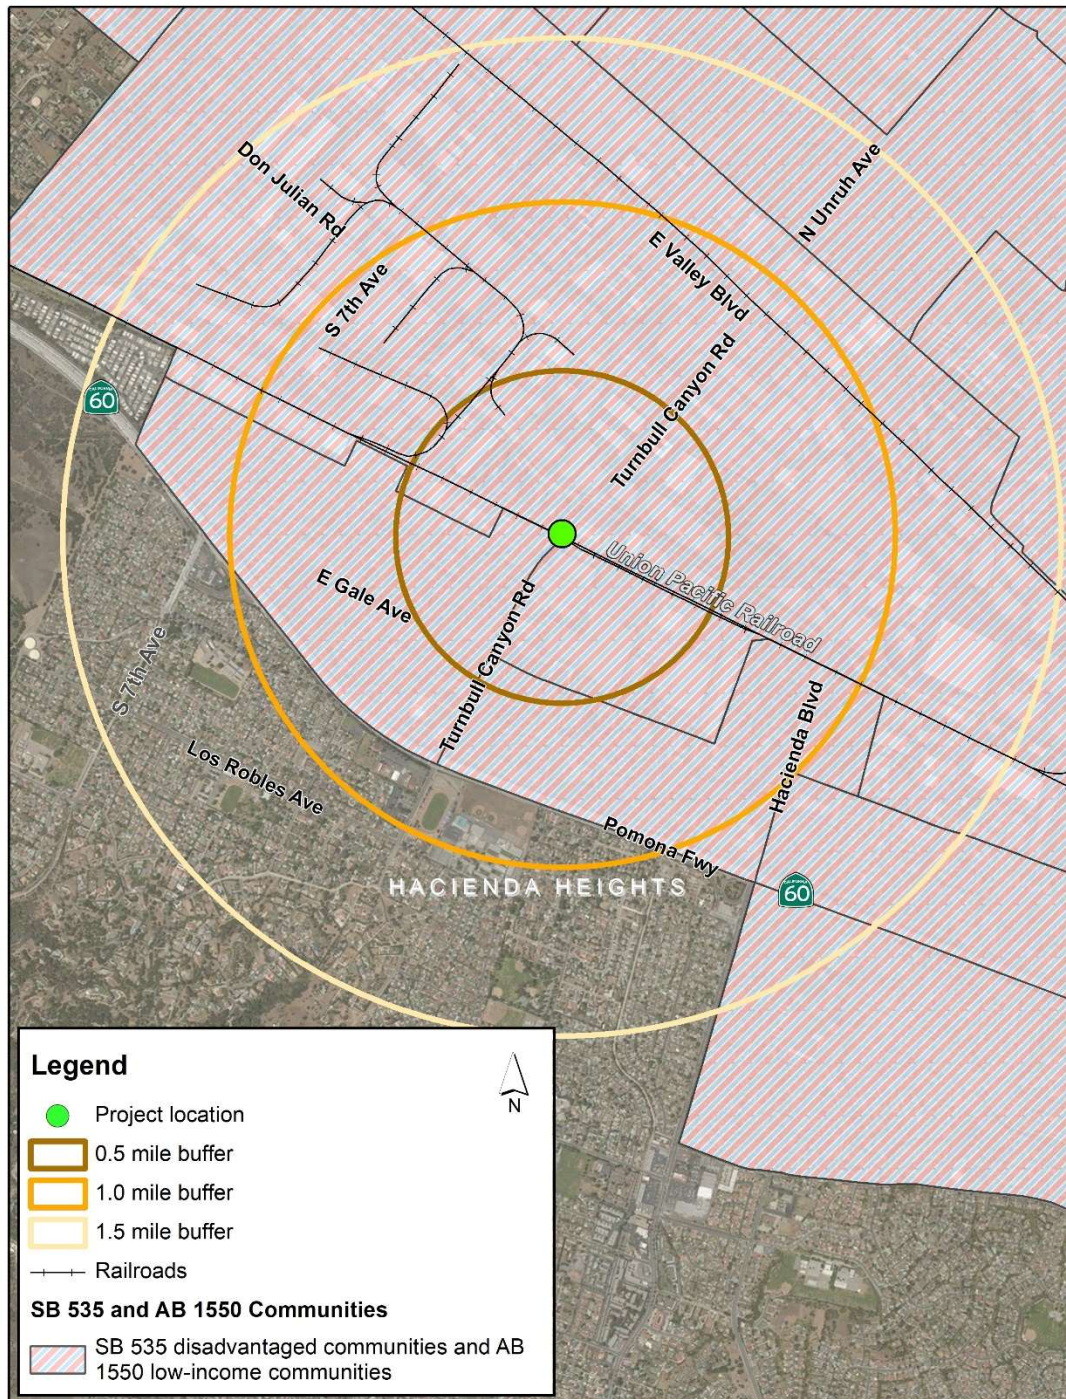 Don Julian Rd
N Unruh Ave
E Valley Blvd
S 7th Ave
CALIFORNIA
60
Turnbull Canyon Rd
Union Pacific Railroad
E Gale Ave
Turnbull Canyon Rd
S 7th Ave
Hacienda Blvd
Los Robles Ave
Pomona Fwy
HACIENDA HEIGHTS
CALIFORNIA
60
Legend
N
Project location
0.5 mile buffer
1.0 mile buffer
1.5 mile buffer
Railroads
SB 535 and AB 1550 Communities
SB 535 disadvantaged communities and AB
1550 low-income communities